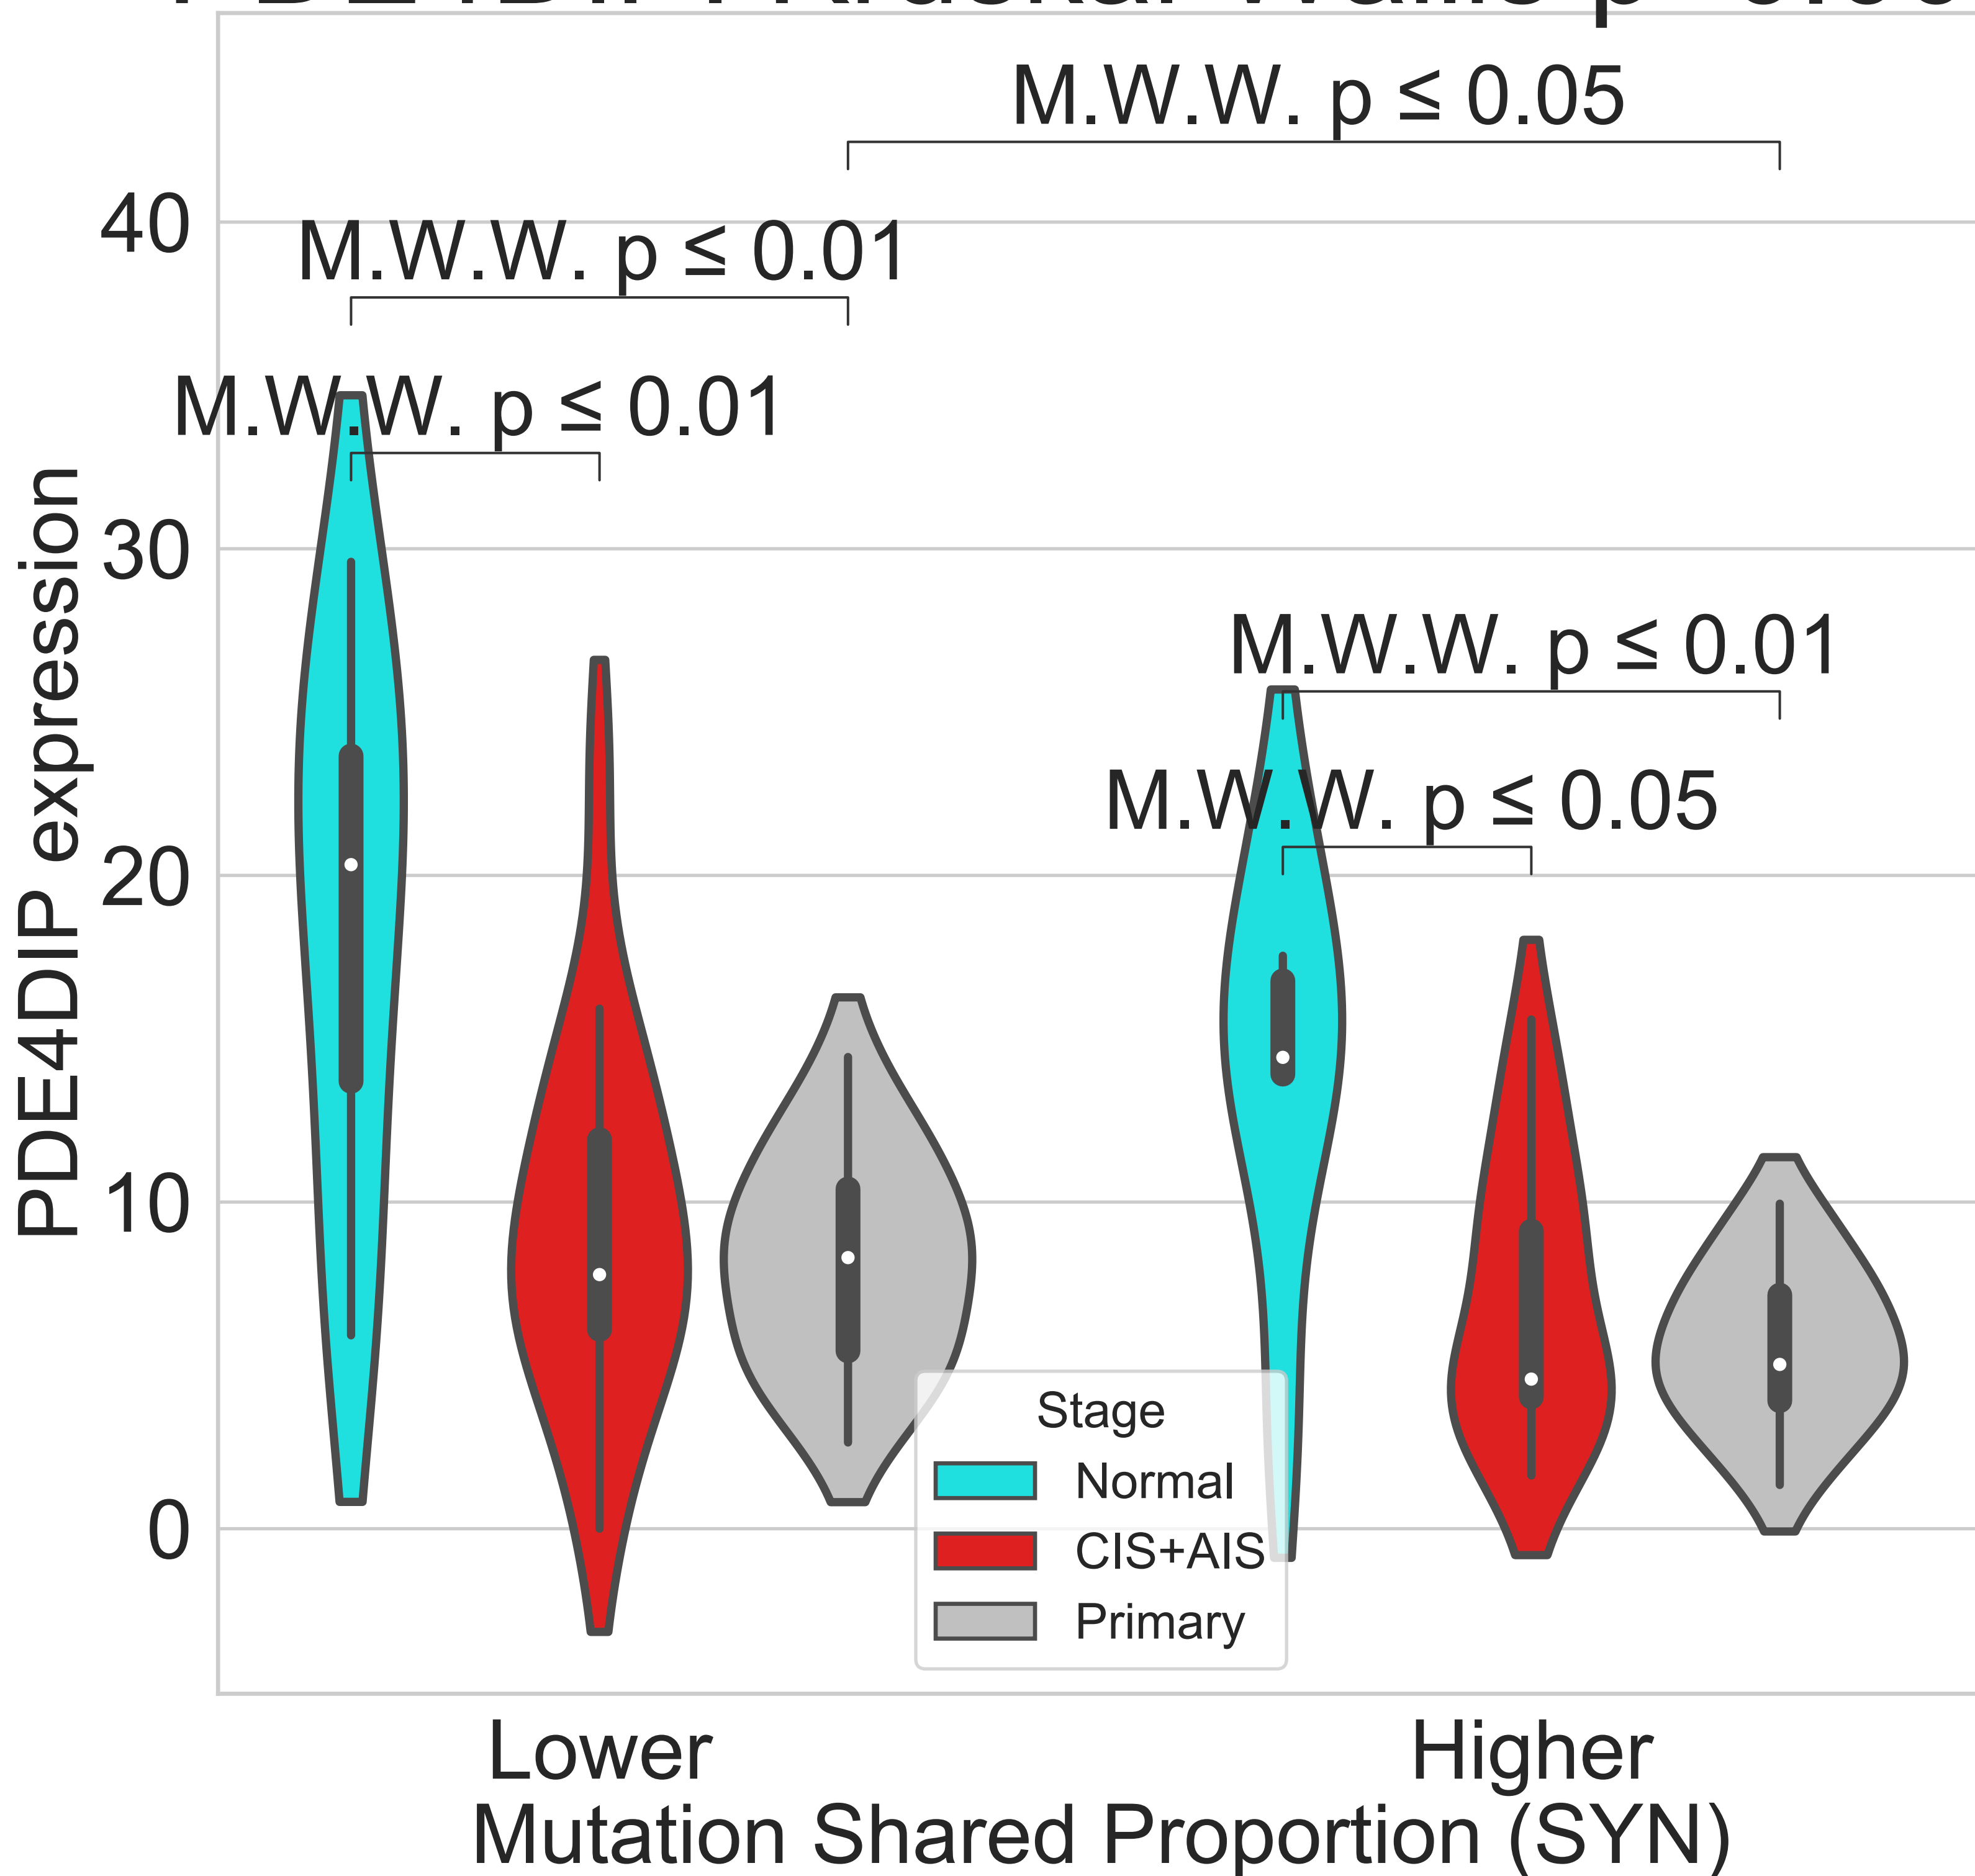 M.W.W. p ≤ 0.05
40
M.W.W. p ≤ 0.01
M.W.W. p ≤ 0.01
30
M.W.W. p ≤ 0.01
M.W.W. p ≤ 0.05
20
10
0
PDE4DIP expression
Stage
Normal
CIS+AIS
Primary
Lower
Higher
Mutation Shared Proportion (SYN)